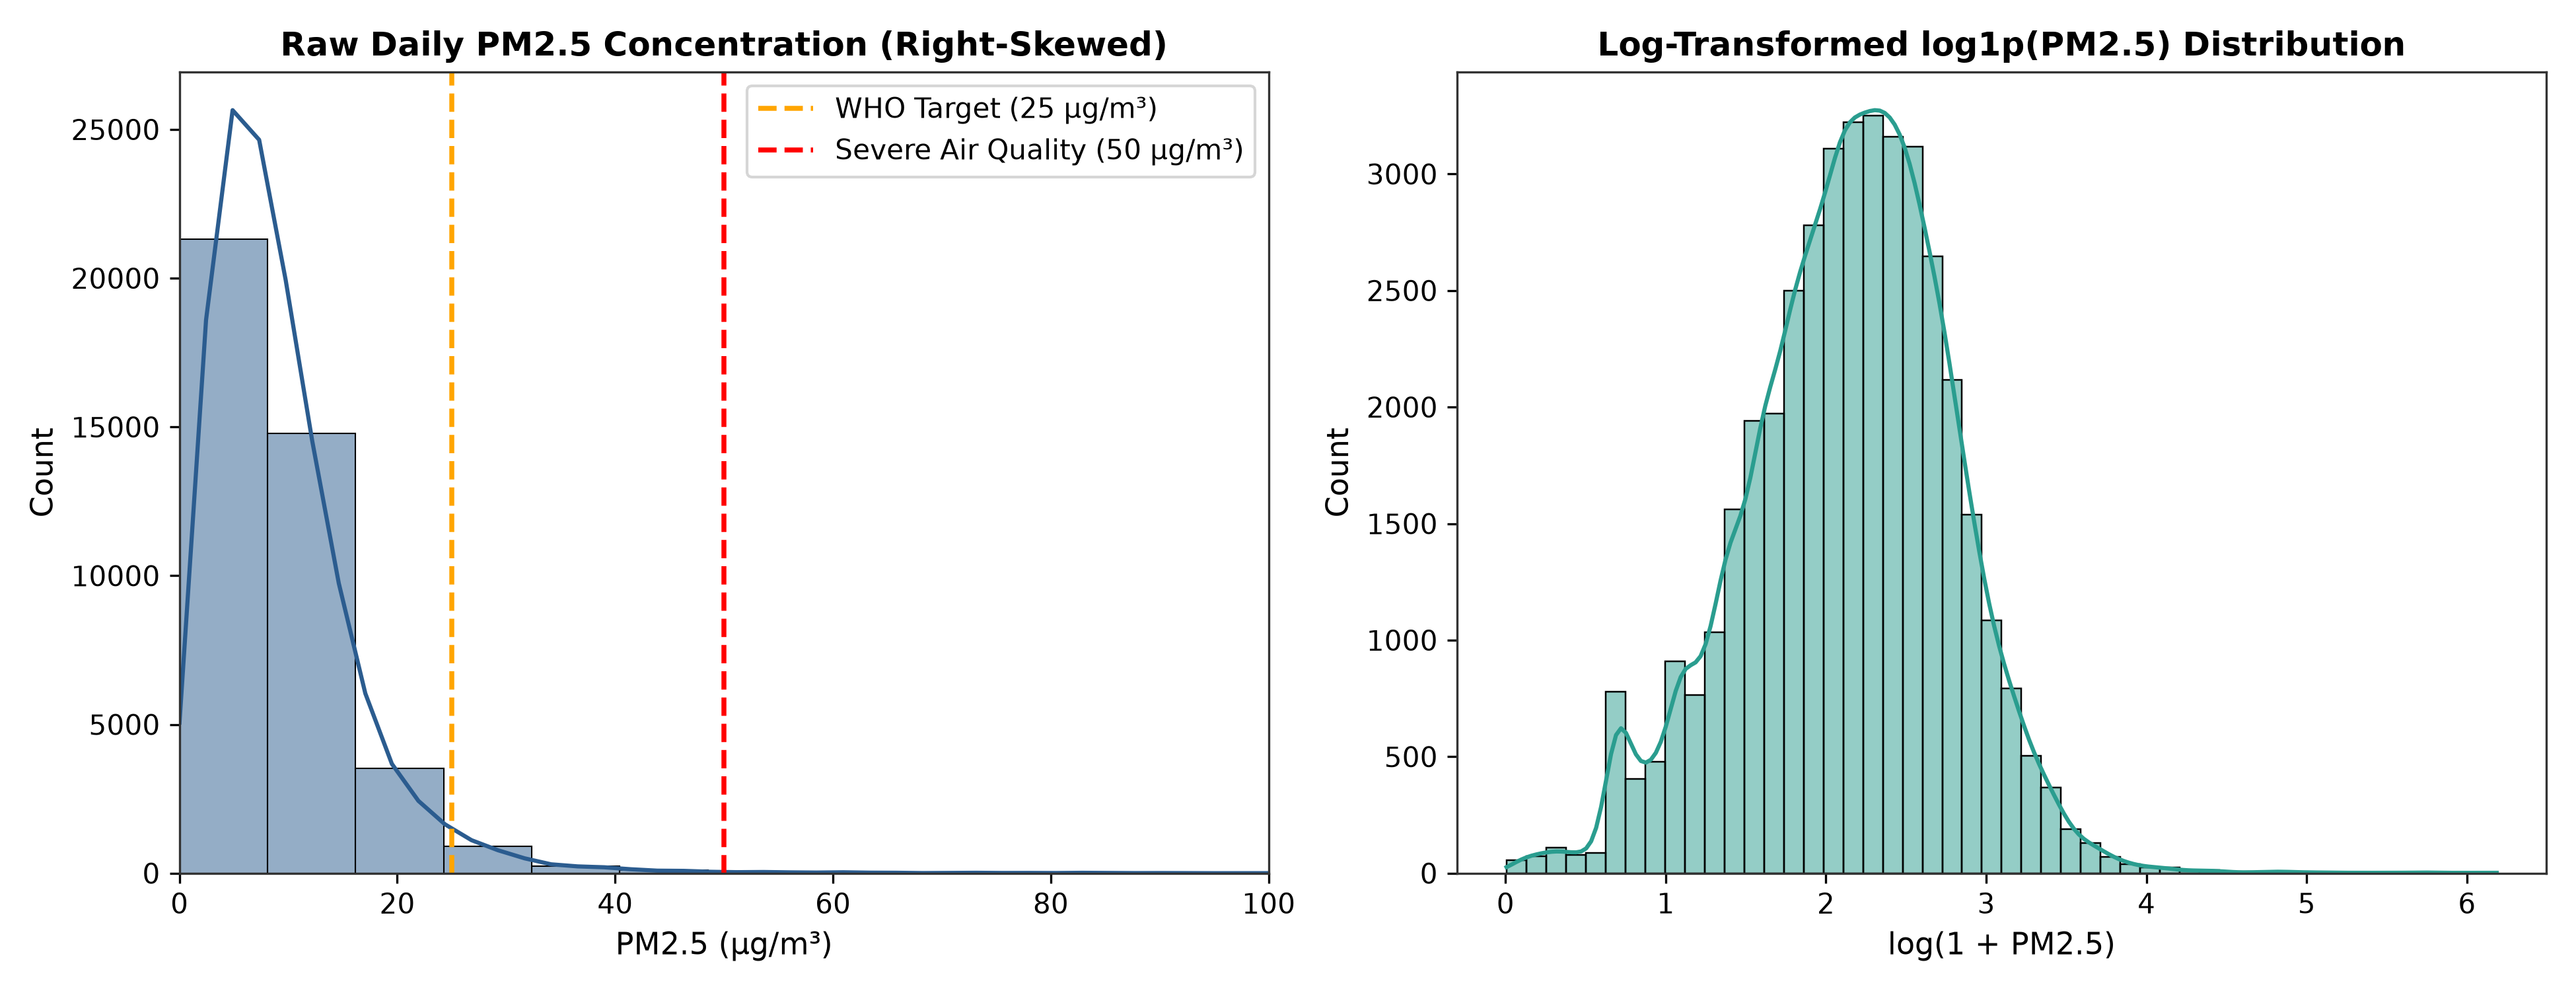 Raw Daily PM2.5 Concentration (Right-Skewed)
WHO Target (25 µg/m³)
Severe Air Quality (50 µg/m³)
Count
25000
20000
15000
10000
5000
0
0 20 40 60 80 100
PM2.5 (µg/m³)
Log-Transformed log1p(PM2.5) Distribution
Count
3000
2500
2000
1500
1000
500
0
0 1 2 3 4 5 6
log(1 + PM2.5)